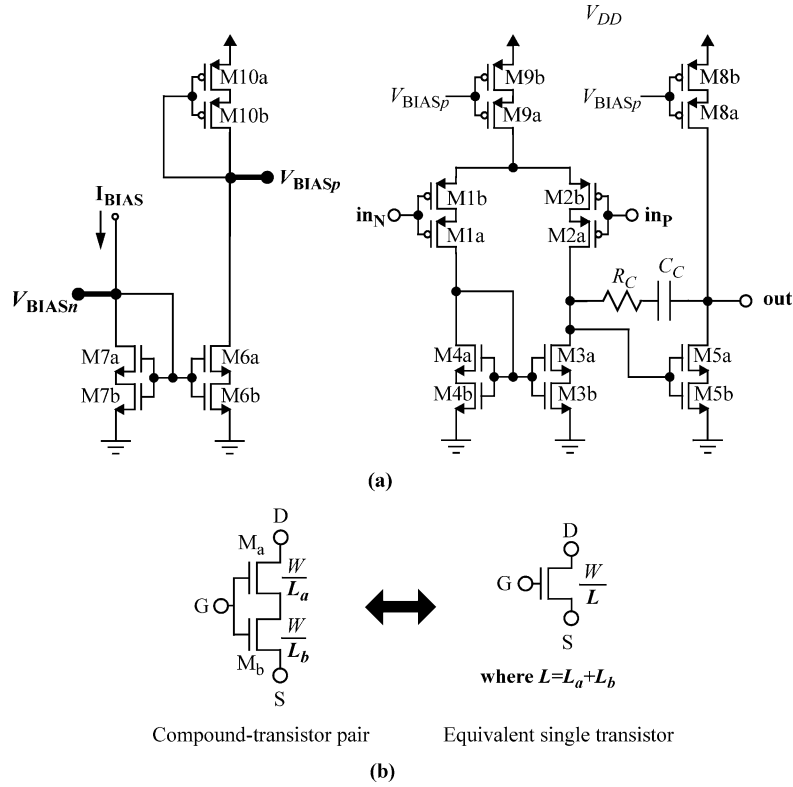 V_DD
M10a
M10b
V_BIASp
I_BIAS
V_BIASn
M7a
M7b
M6a
M6b
V_BIASp
M9b
M9a
V_BIASp
M8b
M8a
in_N
M1b
M1a
M2b
M2a
in_P
R_C
C_C
out
M4a
M4b
M3a
M3b
M5a
M5b
(a)
D
M_a
W
L_a
G
W
L_b
M_b
S
D
G
W
L
S
where L=L_a+L_b
Compound-transistor pair
Equivalent single transistor
(b)